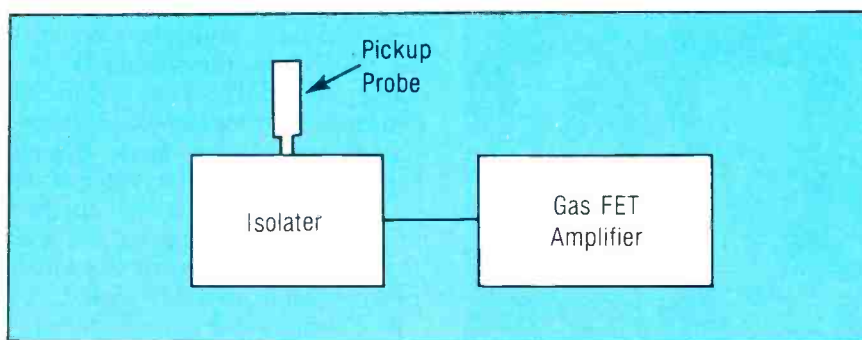 Pickup
Probe
Isolater
Gas FET
Amplifier